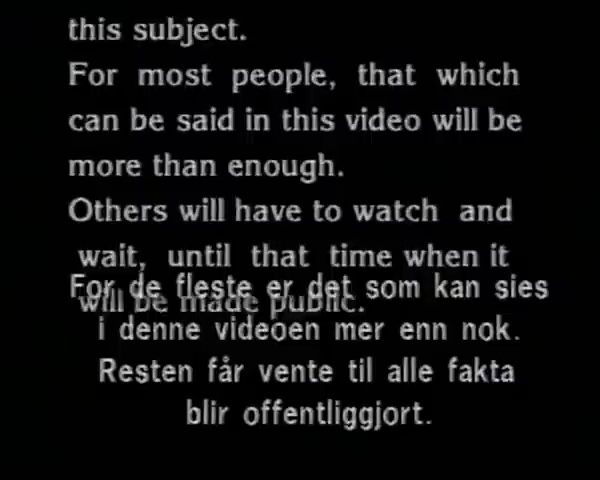 this subject.
For most people, that which
can be said in this video will be
more than enough.
Others will have to watch and
wait, until that time when it
will be made public.
For de fleste er det som kan sies
i denne videoen mer enn nok.
Resten får vente til alle fakta
blir offentliggjort.